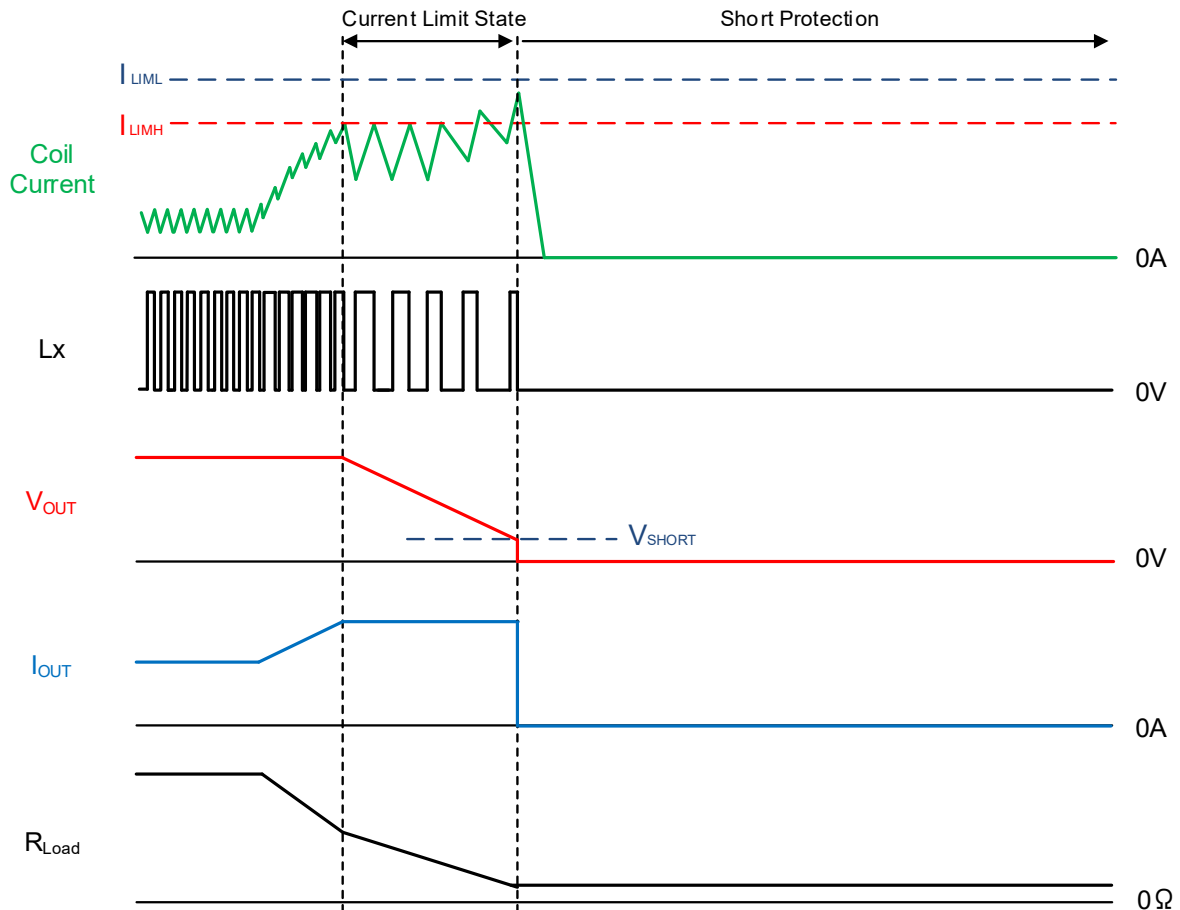 Current Limit State
Short Protection
ILIML
ILIMH
Coil
Current
0A
Lx
0V
VOUT
VSHORT
0V
IOUT
0A
RLoad
0Ω